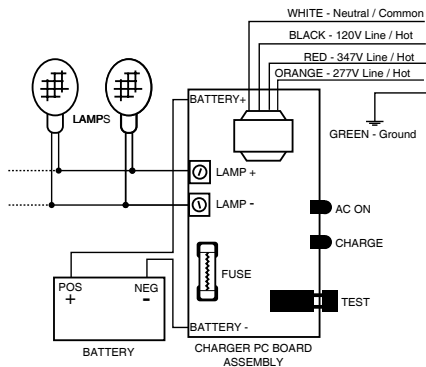 WHITE - Neutral / Common
BLACK - 120V Line / Hot
RED - 347V Line / Hot
ORANGE - 277V Line / Hot
BATTERY+
LAMPS
GREEN - Ground
LAMP +
LAMP -
AC ON
CHARGE
FUSE
POS
+
NEG
-
TEST
BATTERY -
BATTERY
CHARGER PC BOARD
ASSEMBLY